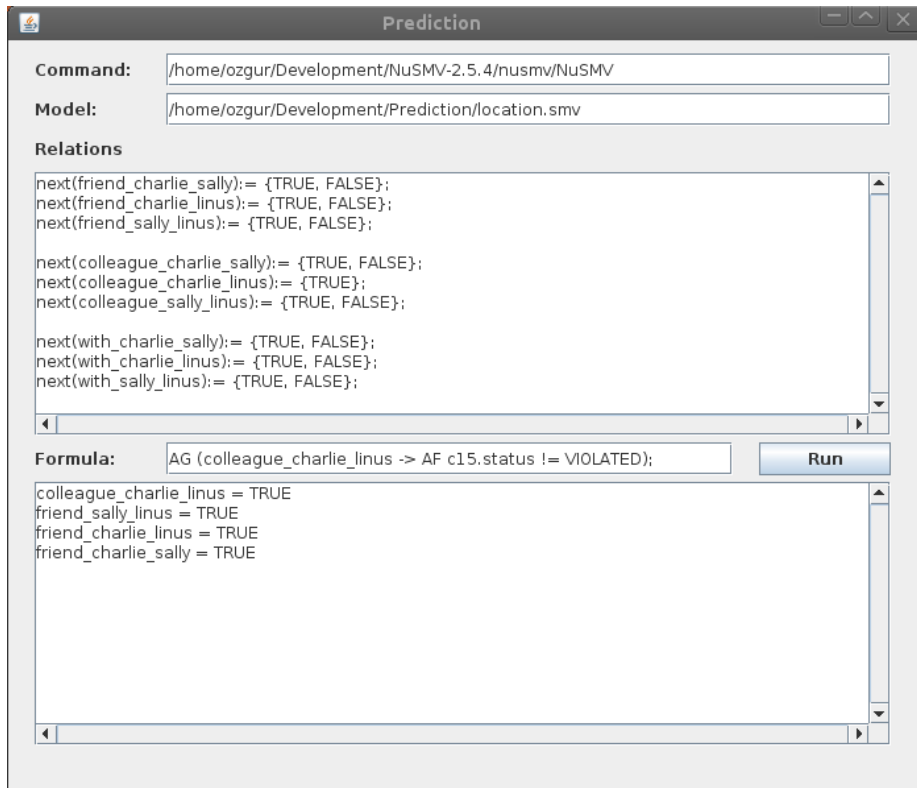 Prediction
Command: /home/ozgur/Development/NuSMV-2.5.4/nusmv/NuSMV
Model: /home/ozgur/Development/Prediction/location.smv
Relations
next(friend_charlie_sally):= {TRUE, FALSE};
next(friend_charlie_linus):= {TRUE, FALSE};
next(friend_sally_linus):= {TRUE, FALSE};
next(colleague_charlie_sally):= {TRUE, FALSE};
next(colleague_charlie_linus):= {TRUE};
next(colleague_sally_linus):= {TRUE, FALSE};
next(with_charlie_sally):= {TRUE, FALSE};
next(with_charlie_linus):= {TRUE, FALSE};
next(with_sally_linus):= {TRUE, FALSE};
Formula: AG (colleague_charlie_linus -> AF c15.status != VIOLATED); Run
colleague_charlie_linus = TRUE
friend_sally_linus = TRUE
friend_charlie_linus = TRUE
friend_charlie_sally = TRUE